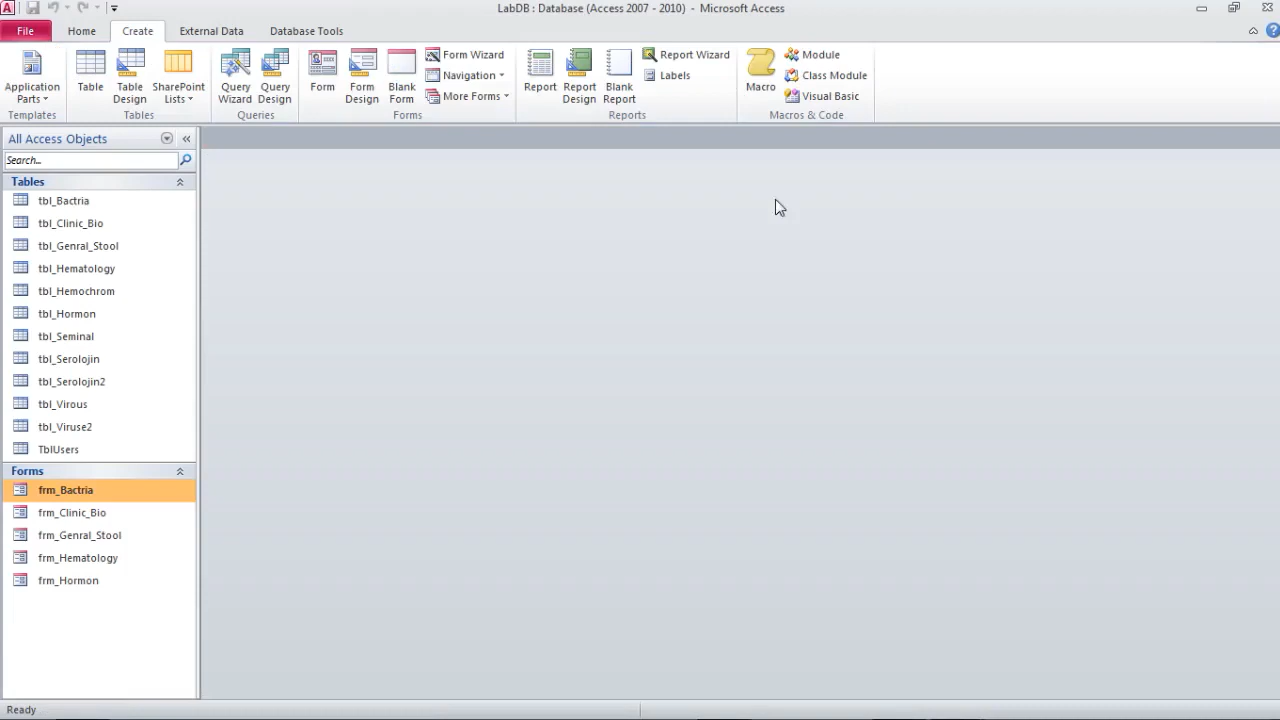 LabDB : Database (Access 2007 - 2010) - Microsoft Access
File Home Create External Data Database Tools
Application Parts
Table
Table Design
SharePoint Lists
Query Wizard
Query Design
Form
Form Design
Blank Form
Form Wizard
Navigation
More Forms
Report
Report Design
Blank Report
Report Wizard
Labels
Macro
Module
Class Module
Visual Basic
Templates Tables Queries Forms Reports Macros & Code
All Access Objects
Search...
Tables
tbl_Bactria
tbl_Clinic_Bio
tbl_Genral_Stool
tbl_Hematology
tbl_Hemochrom
tbl_Hormon
tbl_Seminal
tbl_Serolojin
tbl_Serolojin2
tbl_Virous
tbl_Viruse2
TblUsers
Forms
frm_Bactria
frm_Clinic_Bio
frm_Genral_Stool
frm_Hematology
frm_Hormon
Ready